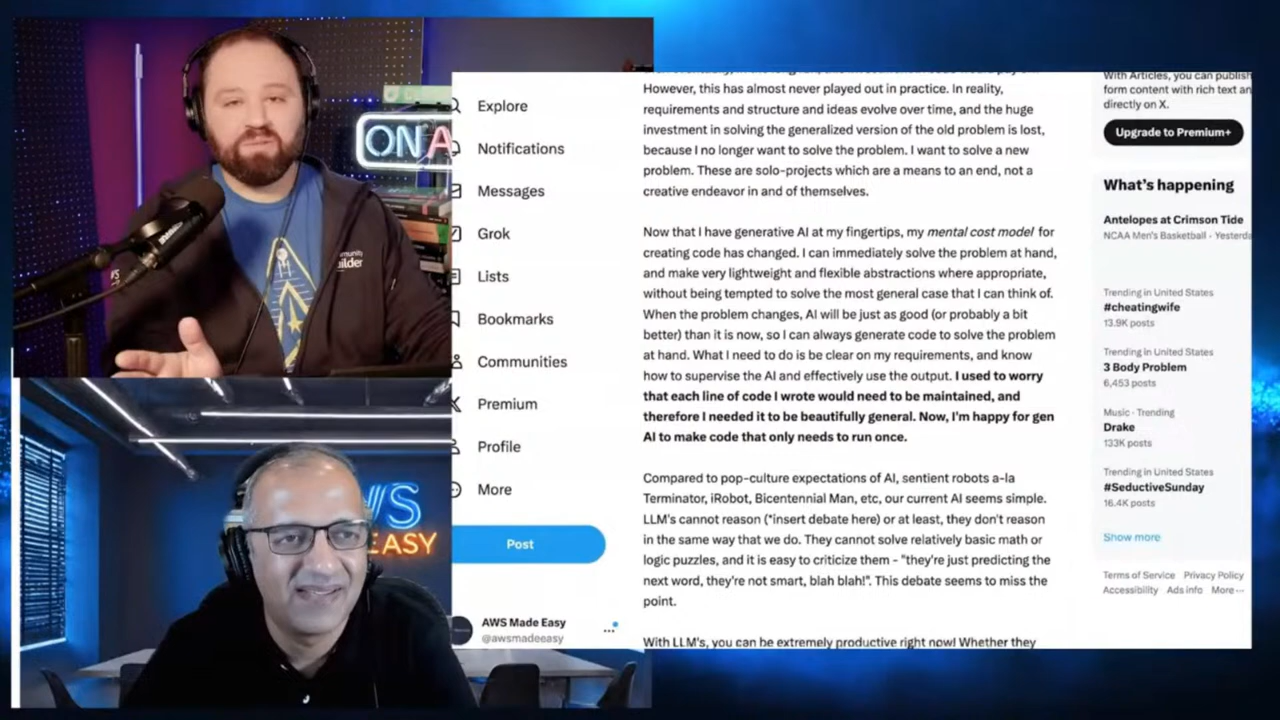 ON A
munity
uilder
WS
EASY
Explore
Notifications
Messages
Grok
Lists
Bookmarks
Communities
Premium
Profile
More
Post
AWS Made Easy
@awsmadeeasy
However, this has almost never played out in practice. In reality,
requirements and structure and ideas evolve over time, and the huge
investment in solving the generalized version of the old problem is lost,
because I no longer want to solve the problem. I want to solve a new
problem. These are solo-projects which are a means to an end, not a
creative endeavor in and of themselves.
Now that I have generative AI at my fingertips, my mental cost model for
creating code has changed. I can immediately solve the problem at hand,
and make very lightweight and flexible abstractions where appropriate,
without being tempted to solve the most general case that I can think of.
When the problem changes, AI will be just as good (or probably a bit
better) than it is now, so I can always generate code to solve the problem
at hand. What I need to do is be clear on my requirements, and know
how to supervise the AI and effectively use the output. I used to worry
that each line of code I wrote would need to be maintained, and
therefore I needed it to be beautifully general. Now, I'm happy for gen
AI to make code that only needs to run once.
Compared to pop-culture expectations of AI, sentient robots a-la
Terminator, iRobot, Bicentennial Man, etc, our current AI seems simple.
LLM's cannot reason (*insert debate here) or at least, they don't reason
in the same way that we do. They cannot solve relatively basic math or
logic puzzles, and it is easy to criticize them - "they're just predicting the
next word, they're not smart, blah blah!". This debate seems to miss the
point.
With LLM's, you can be extremely productive right now! Whether they
With Articles, you can publish
form content with rich text an
directly on X.
Upgrade to Premium+
What's happening
Antelopes at Crimson Tide
NCAA Men's Basketball · Yesterda
Trending in United States
#cheatingwife
13.9K posts
Trending in United States
3 Body Problem
6,453 posts
Music · Trending
Drake
133K posts
Trending in United States
#SeductiveSunday
16.4K posts
Show more
Terms of Service Privacy Policy
Accessibility Ads info More ···